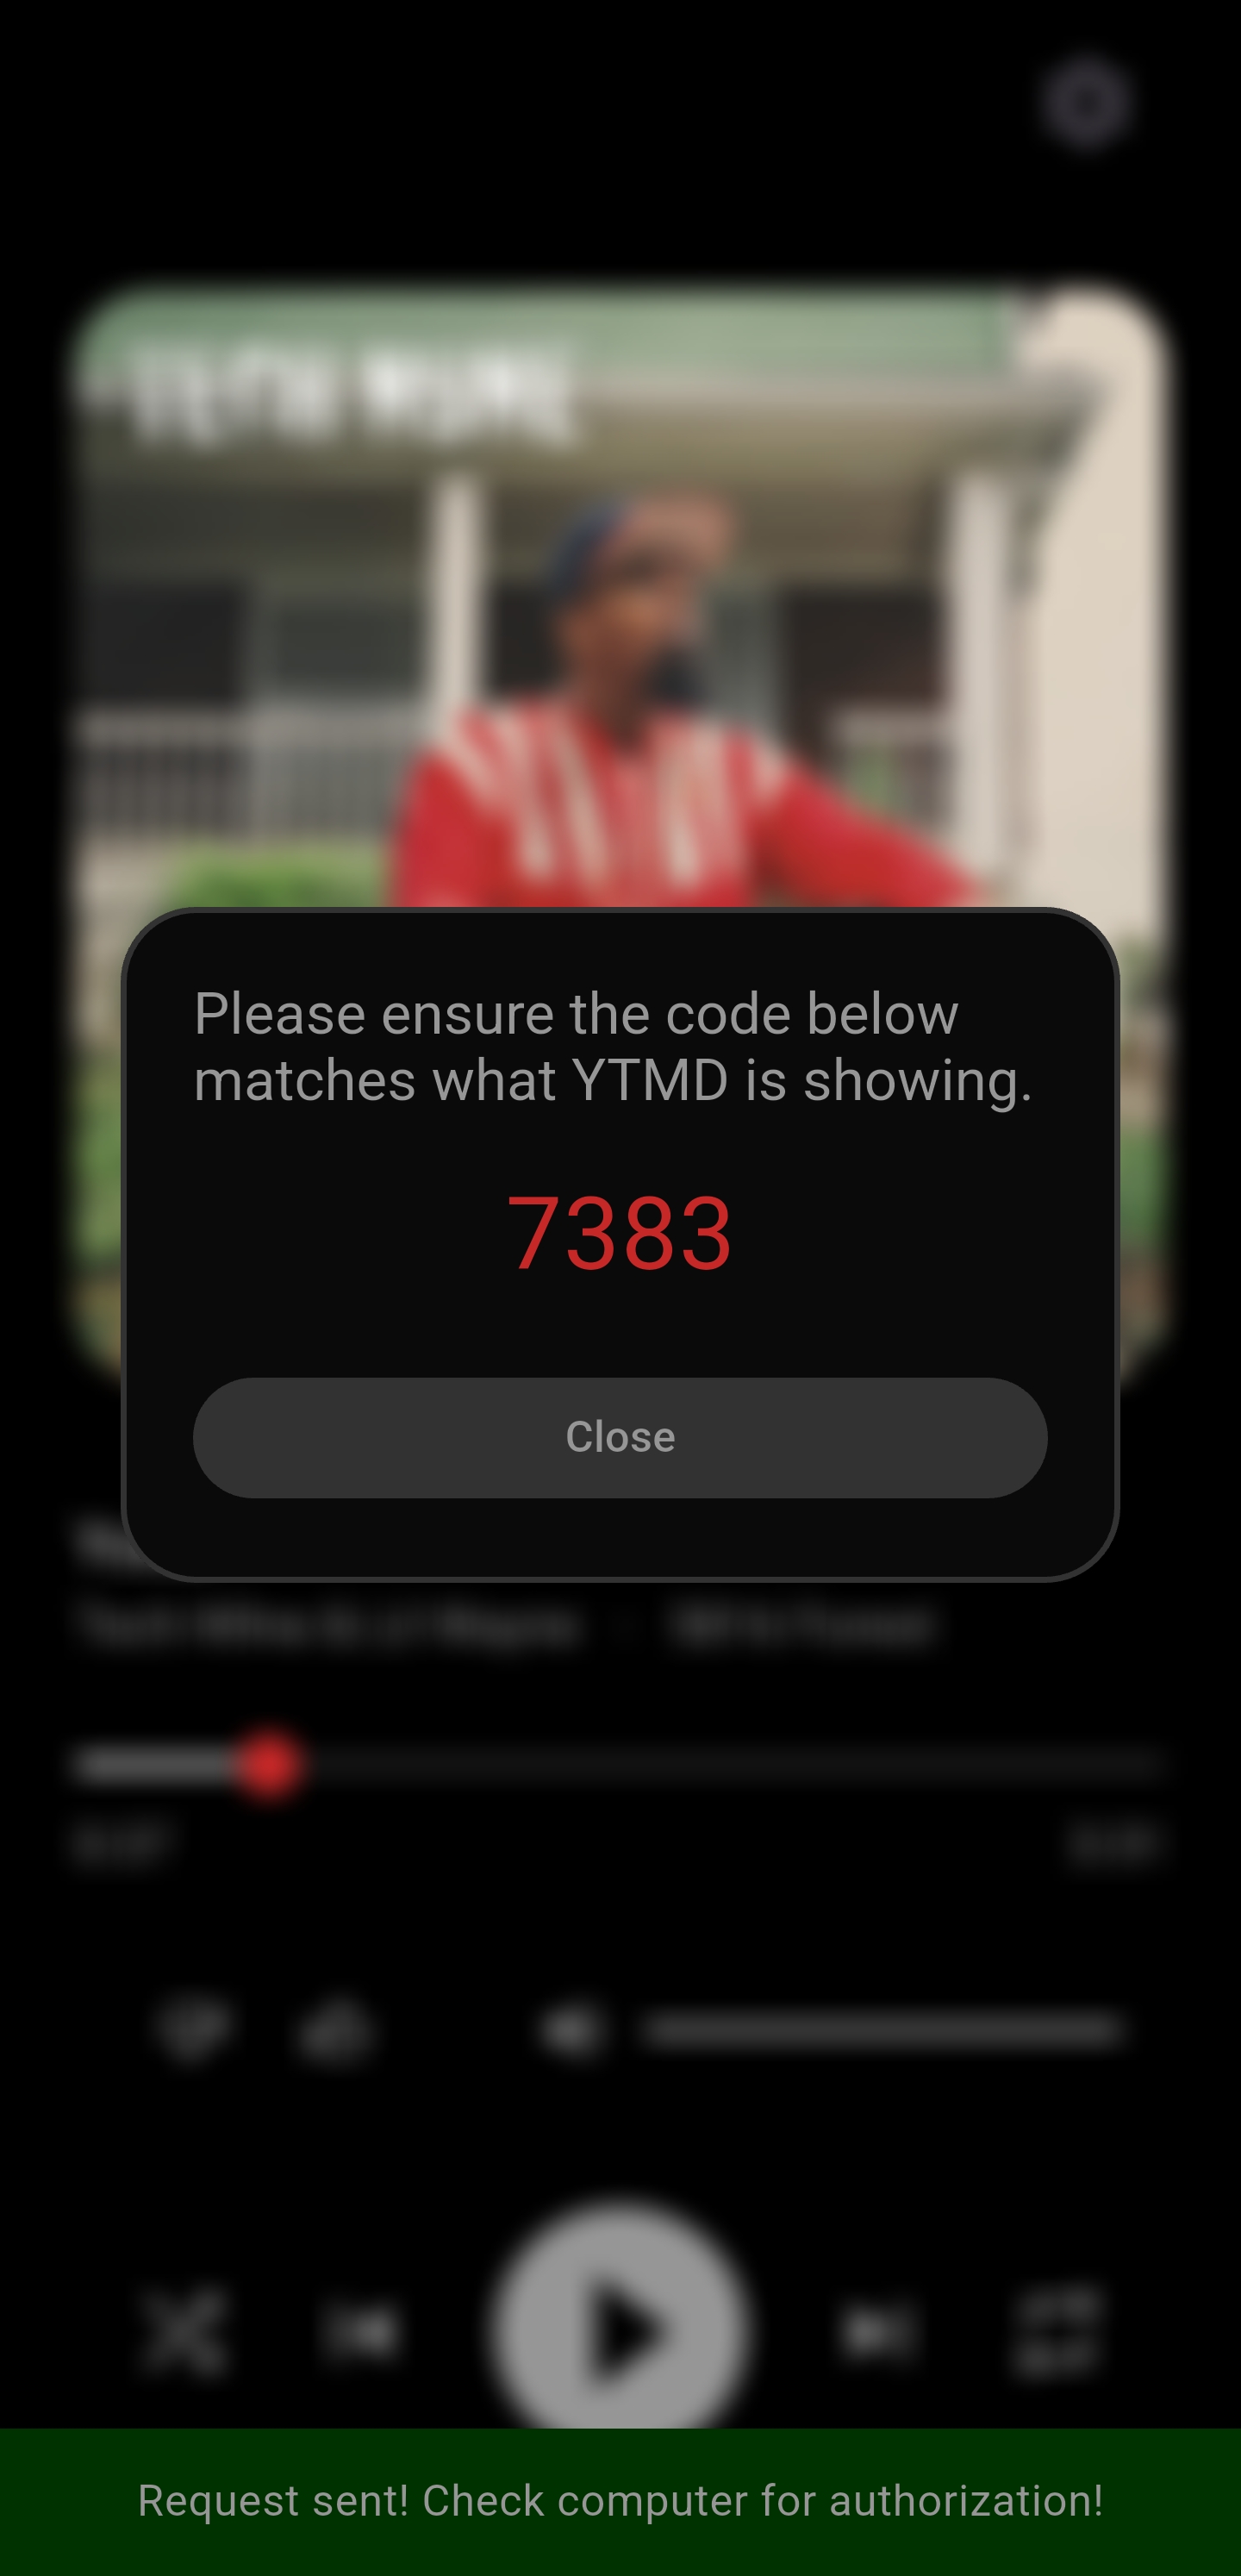 Please ensure the code below
matches what YTMD is showing.
7383
Close
Request sent! Check computer for authorization!